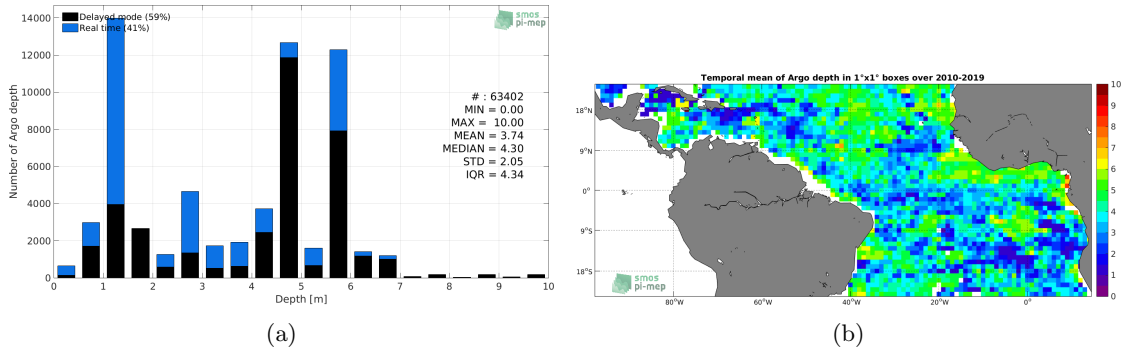 Delayed mode (59%)
Real time (41%)
smos
pi-mep
# : 63402
MIN = 0.00
MAX = 10.00
MEAN = 3.74
MEDIAN = 4.30
STD = 2.05
IQR = 4.34
Number of Argo depth
14000
12000
10000
8000
6000
4000
2000
0
0 1 2 3 4 5 6 7 8 9 10
Depth [m]
(a)
Temporal mean of Argo depth in 1°x1° boxes over 2010-2019
18°N
9°N
0°
9°S
18°S
80°W 60°W 40°W 20°W 0°
smos
pi-mep
10
9
8
7
6
5
4
3
2
1
0
(b)